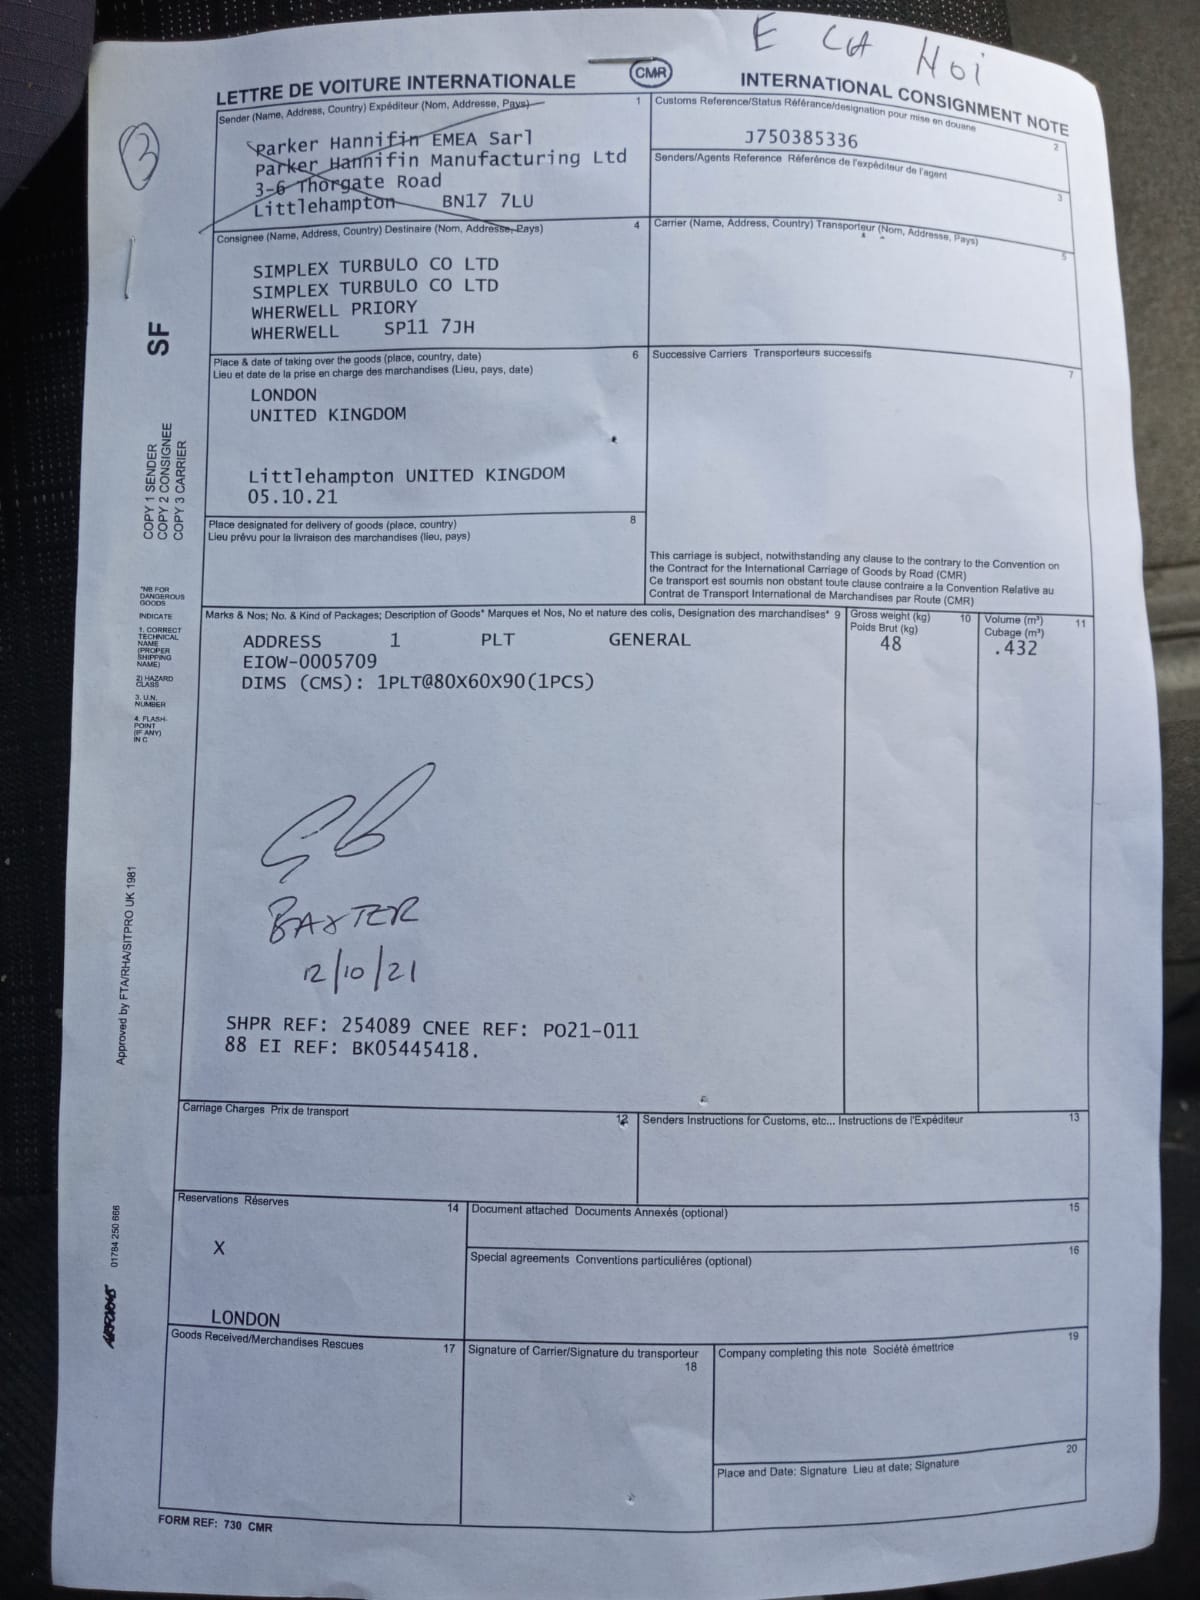 E CA Hoi
LETTRE DE VOITURE INTERNATIONALE
CMR
INTERNATIONAL CONSIGNMENT NOTE
3
Sender (Name, Address, Country) Expéditeur (Nom, Addresse, Pays)
1
Parker Hannifin EMEA Sarl
Parker Hannifin Manufacturing Ltd
3-6 Thorgate Road
Littlehampton BN17 7LU
Customs Reference/Status Référance/designation pour mise en douane
2
J750385336
Senders/Agents Reference Référence de l'expéditeur de l'agent
3
Consignee (Name, Address, Country) Destinaire (Nom, Addresse, Pays)
4
SIMPLEX TURBULO CO LTD
SIMPLEX TURBULO CO LTD
WHERWELL PRIORY
WHERWELL SP11 7JH
Carrier (Name, Address, Country) Transporteur (Nom, Addresse, Pays)
5
Place & date of taking over the goods (place, country, date)
6
Lieu et date de la prise en charge des marchandises (Lieu, pays, date)
LONDON
UNITED KINGDOM
Littlehampton UNITED KINGDOM
05.10.21
Successive Carriers Transporteurs successifs
7
Place designated for delivery of goods (place, country)
8
Lieu prévu pour la livraison des marchandises (lieu, pays)
This carriage is subject, notwithstanding any clause to the contrary to the Convention on
the Contract for the International Carriage of Goods by Road (CMR)
Ce transport est soumis non obstant toute clause contraire a la Convention Relative au
Contrat de Transport International de Marchandises par Route (CMR)
SF
COPY 1 SENDER
COPY 2 CONSIGNEE
COPY 3 CARRIER
*NB FOR
DANGEROUS
GOODS
INDICATE
1. CORRECT
TECHNICAL
NAME
(PROPER
SHIPPING
NAME)
2) HAZARD
CLASS
3. U.N.
NUMBER
4. FLASH-
POINT
(IF ANY)
IN C
Marks & Nos; No. & Kind of Packages; Description of Goods* Marques et Nos, No et nature des colis, Designation des marchandises* 9
Gross weight (kg) 10
Poids Brut (kg)
Volume (m³) 11
Cubage (m³)
ADDRESS 1 PLT GENERAL
48
.432
EIOW-0005709
DIMS (CMS): 1PLT@80X60X90(1PCS)
BAXTER
12/10/21
SHPR REF: 254089 CNEE REF: PO21-011
88 EI REF: BK05445418.
Approved by FTA/RHA/SITPRO UK 1981
Carriage Charges Prix de transport
12
Senders Instructions for Customs, etc... Instructions de l'Expéditeur
13
Reservations Réserves
14
X
LONDON
Document attached Documents Annexés (optional)
15
Special agreements Conventions particuliéres (optional)
16
01784 250 666
AIRFORMS
Goods Received/Merchandises Rescues
17
Signature of Carrier/Signature du transporteur
18
Company completing this note Sociètè émettrice
19
20
Place and Date; Signature Lieu at date; Signature
FORM REF: 730 CMR